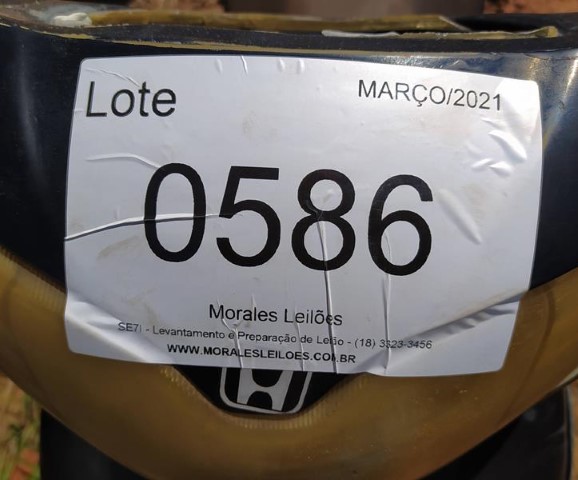 Lote
MARÇO/2021
0586
Morales Leilões
SE7I - Levantamento e Preparação de Leilão - (18) 3323-3456
WWW.MORALESLEILOES.COM.BR